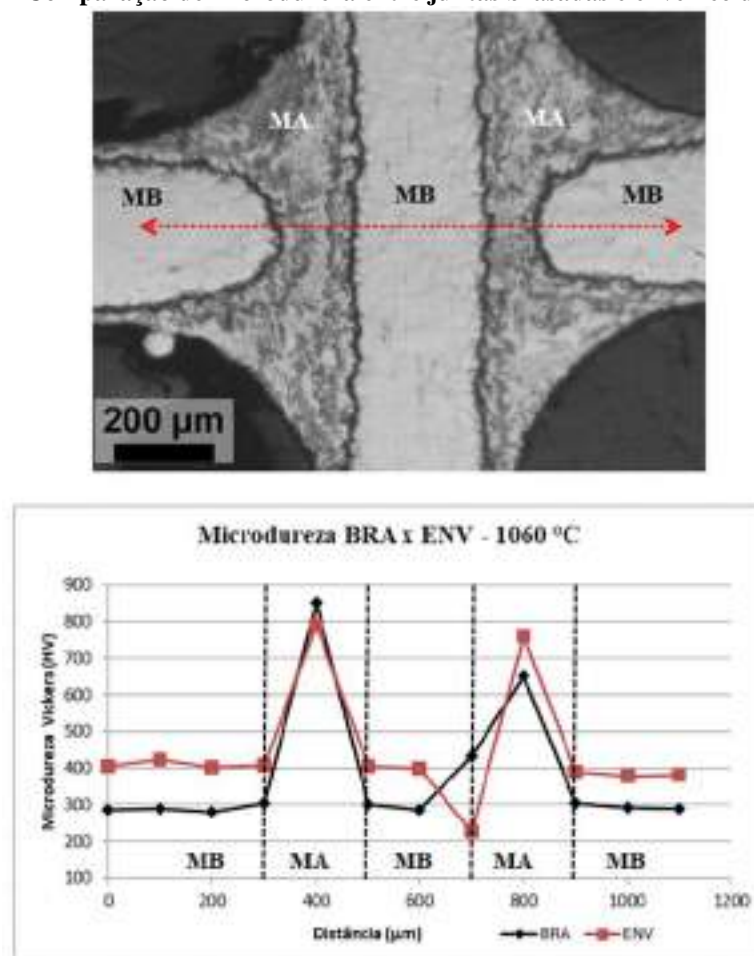 MA MA
MB MB MB
200 µm
Microdureza BRA x ENV - 1060 °C
Microdureza Vickers (HV)
900
800
700
600
500
400
300
200
100
MB MA MB MA MB
0 200 400 600 800 1000 1200
Distância (µm)
BRA ENV